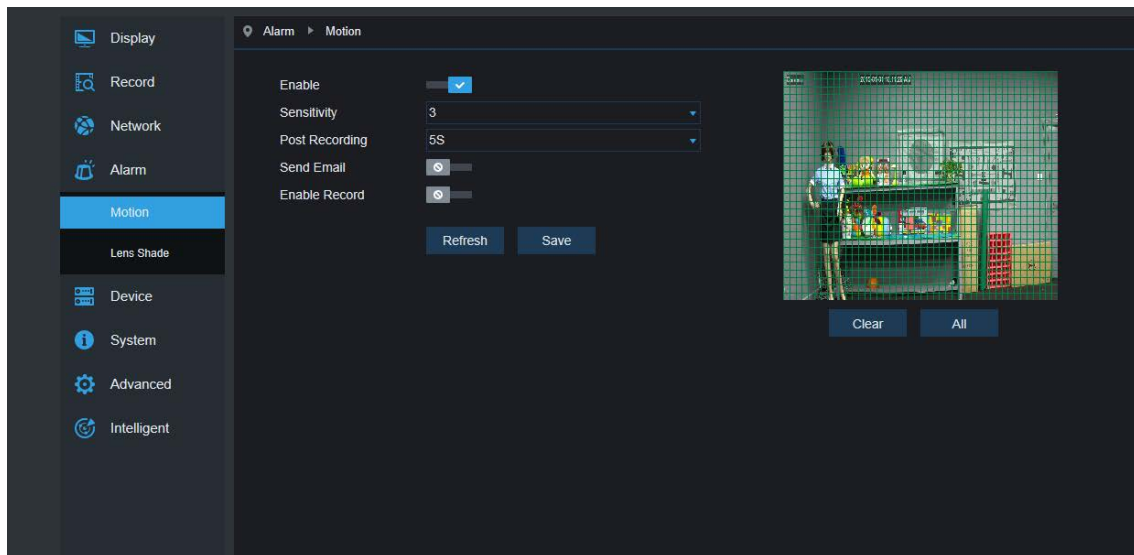 Display
Record
Network
Alarm
Motion
Lens Shade
Device
System
Advanced
Intelligent
Alarm Motion
Enable
Sensitivity 3
Post Recording 5S
Send Email
Enable Record
Refresh Save
Clear All